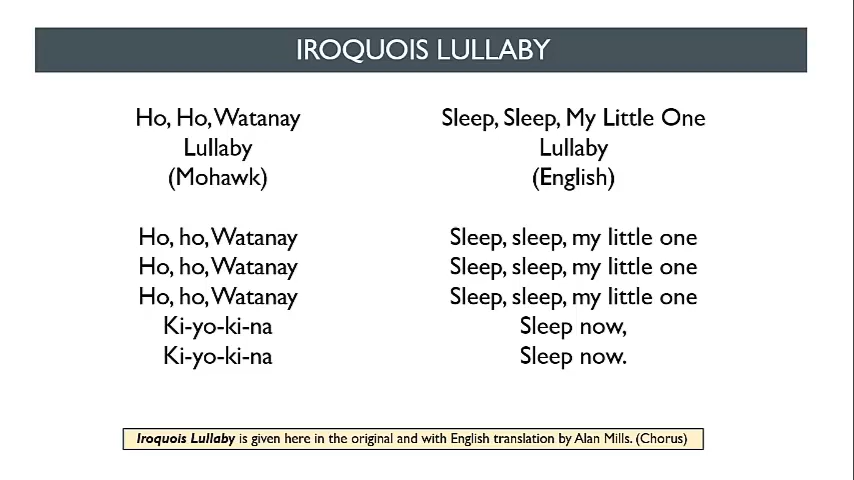 IROQUOIS LULLABY
Ho, Ho, Watanay
Lullaby
(Mohawk)
Ho, ho, Watanay
Ho, ho, Watanay
Ho, ho, Watanay
Ki-yo-ki-na
Ki-yo-ki-na
Sleep, Sleep, My Little One
Lullaby
(English)
Sleep, sleep, my little one
Sleep, sleep, my little one
Sleep, sleep, my little one
Sleep now,
Sleep now.
Iroquois Lullaby is given here in the original and with English translation by Alan Mills. (Chorus)